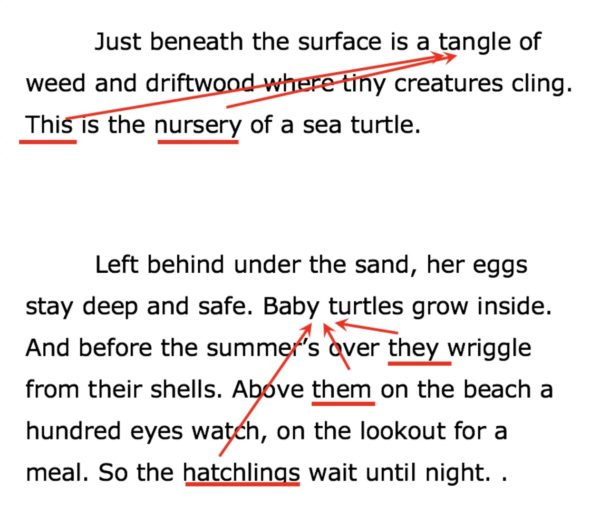 Just beneath the surface is a tangle of
weed and driftwood where tiny creatures cling.
This is the nursery of a sea turtle.
Left behind under the sand, her eggs
stay deep and safe. Baby turtles grow inside.
And before the summer's over they wriggle
from their shells. Above them on the beach a
hundred eyes watch, on the lookout for a
meal. So the hatchlings wait until night. .